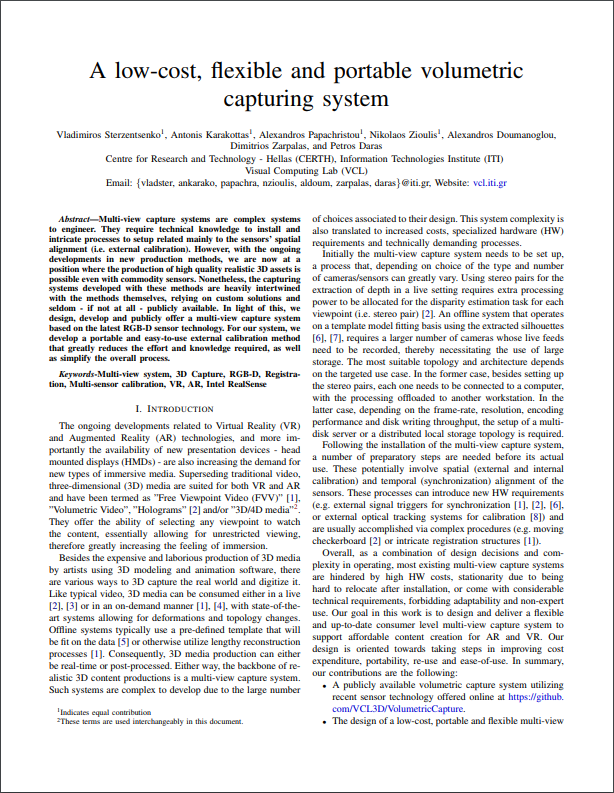 A low-cost, flexible and portable volumetric
capturing system
Vladimiros Sterzentsenko1, Antonis Karakottas1, Alexandros Papachristou1, Nikolaos Zioulis1, Alexandros Doumanoglou,
Dimitrios Zarpalas, and Petros Daras
Centre for Research and Technology - Hellas (CERTH), Information Technologies Institute (ITI)
Visual Computing Lab (VCL)
Email: {vladster, ankarako, papachra, nzioulis, aldoum, zarpalas, daras}@iti.gr, Website: vcl.iti.gr
Abstract—Multi-view capture systems are complex systems
to engineer. They require technical knowledge to install and
intricate processes to setup related mainly to the sensors' spatial
alignment (i.e. external calibration). However, with the ongoing
developments in new production methods, we are now at a
position where the production of high quality realistic 3D assets is
possible even with commodity sensors. Nonetheless, the capturing
systems developed with these methods are heavily intertwined
with the methods themselves, relying on custom solutions and
seldom - if not at all - publicly available. In light of this, we
design, develop and publicly offer a multi-view capture system
based on the latest RGB-D sensor technology. For our system, we
develop a portable and easy-to-use external calibration method
that greatly reduces the effort and knowledge required, as well
as simplify the overall process.
Keywords-Multi-view system, 3D Capture, RGB-D, Registra-
tion, Multi-sensor calibration, VR, AR, Intel RealSense
I. INTRODUCTION
The ongoing developments related to Virtual Reality (VR)
and Augmented Reality (AR) technologies, and more im-
portantly the availability of new presentation devices - head
mounted displays (HMDs) - are also increasing the demand for
new types of immersive media. Superseding traditional video,
three-dimensional (3D) media are suited for both VR and AR
and have been termed as "Free Viewpoint Video (FVV)" [1],
"Volumetric Video", "Holograms" [2] and/or "3D/4D media"2.
They offer the ability of selecting any viewpoint to watch
the content, essentially allowing for unrestricted viewing,
therefore greatly increasing the feeling of immersion.
Besides the expensive and laborious production of 3D media
by artists using 3D modeling and animation software, there
are various ways to 3D capture the real world and digitize it.
Like typical video, 3D media can be consumed either in a live
[2], [3] or in an on-demand manner [1], [4], with state-of-the-
art systems allowing for deformations and topology changes.
Offline systems typically use a pre-defined template that will
be fit on the data [5] or otherwise utilize lengthy reconstruction
processes [1]. Consequently, 3D media production can either
be real-time or post-processed. Either way, the backbone of re-
alistic 3D content productions is a multi-view capture system.
Such systems are complex to develop due to the large number
1Indicates equal contribution
2These terms are used interchangeably in this document.
of choices associated to their design. This system complexity is
also translated to increased costs, specialized hardware (HW)
requirements and technically demanding processes.
Initially the multi-view capture system needs to be set up,
a process that, depending on choice of the type and number
of cameras/sensors can greatly vary. Using stereo pairs for the
extraction of depth in a live setting requires extra processing
power to be allocated for the disparity estimation task for each
viewpoint (i.e. stereo pair) [2]. An offline system that operates
on a template model fitting basis using the extracted silhouettes
[6], [7], requires a larger number of cameras whose live feeds
need to be recorded, thereby necessitating the use of large
storage. The most suitable topology and architecture depends
on the targeted use case. In the former case, besides setting up
the stereo pairs, each one needs to be connected to a computer,
with the processing offloaded to another workstation. In the
latter case, depending on the frame-rate, resolution, encoding
performance and disk writing throughput, the setup of a multi-
disk server or a distributed local storage topology is required.
Following the installation of the multi-view capture system,
a number of preparatory steps are needed before its actual
use. These potentially involve spatial (external and internal
calibration) and temporal (synchronization) alignment of the
sensors. These processes can introduce new HW requirements
(e.g. external signal triggers for synchronization [1], [2], [6],
or external optical tracking systems for calibration [8]) and
are usually accomplished via complex procedures (e.g. moving
checkerboard [2] or intricate registration structures [1]).
Overall, as a combination of design decisions and com-
plexity in operating, most existing multi-view capture systems
are hindered by high HW costs, stationarity due to being
hard to relocate after installation, or come with considerable
technical requirements, forbidding adaptability and non-expert
use. Our goal in this work is to design and deliver a flexible
and up-to-date consumer level multi-view capture system to
support affordable content creation for AR and VR. Our
design is oriented towards taking steps in improving cost
expenditure, portability, re-use and ease-of-use. In summary,
our contributions are the following:
• A publicly available volumetric capture system utilizing
recent sensor technology offered online at https://github.
com/VCL3D/VolumetricCapture.
• The design of a low-cost, portable and flexible multi-view